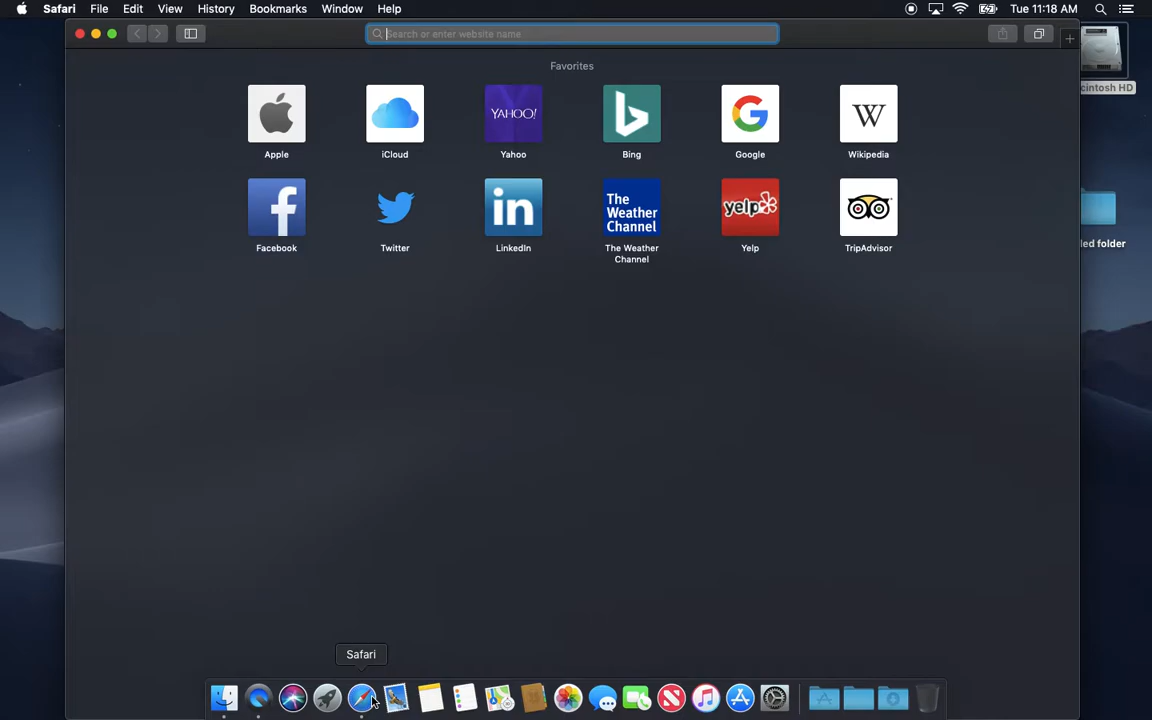 Safari File Edit View History Bookmarks Window Help Tue 11:18 AM
Search or enter website name
cintosh HD
Favorites
YAHOO!
W
Apple iCloud Yahoo Bing Google Wikipedia
The Weather Channel
yelp
in
led folder
Facebook Twitter LinkedIn The Weather Channel Yelp TripAdvisor
Safari